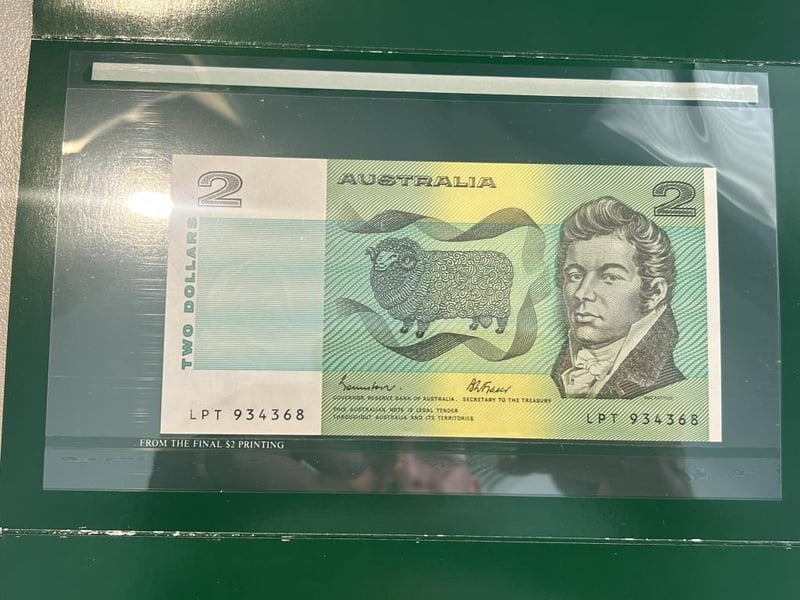 2
AUSTRALIA
2
TWO DOLLARS
GOVERNOR, RESERVE BANK OF AUSTRALIA. SECRETARY TO THE TREASURY
THIS AUSTRALIAN NOTE IS LEGAL TENDER
THROUGHOUT AUSTRALIA AND ITS TERRITORIES
MACARTHUR
LPT 934368
LPT 934368
FROM THE FINAL $2 PRINTING